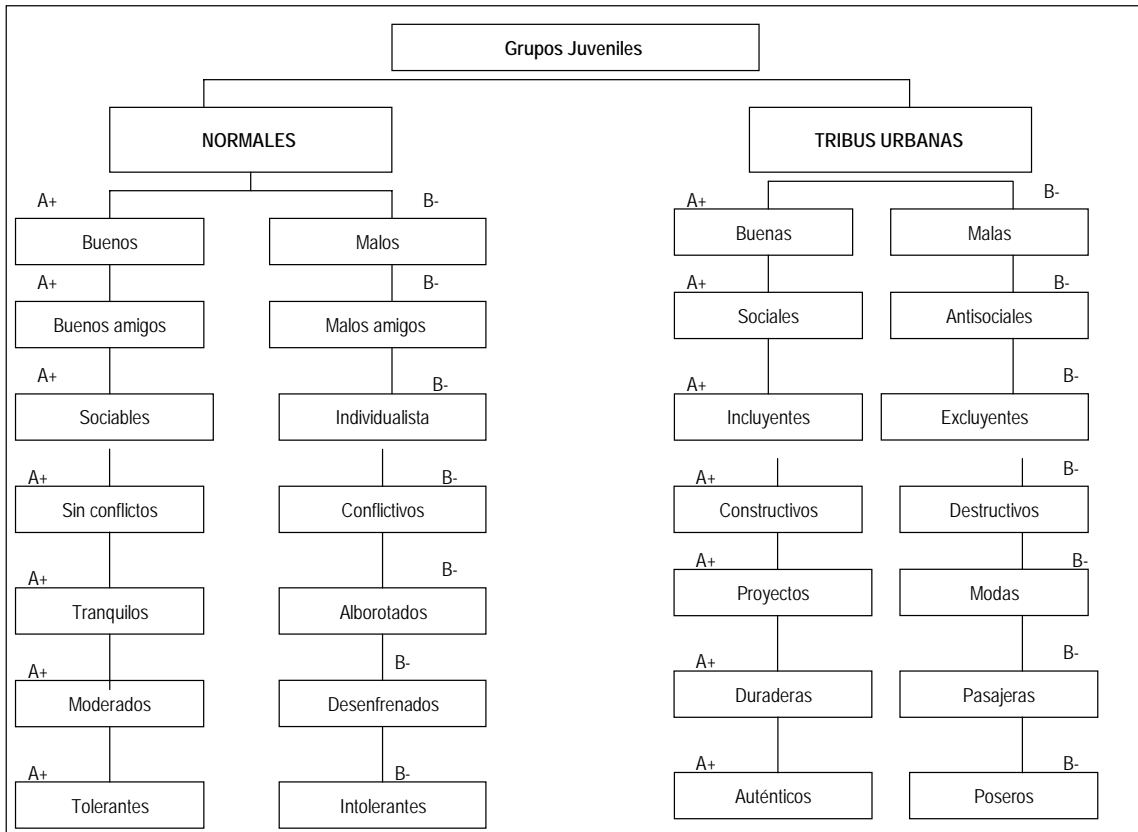 Grupos Juveniles
NORMALES
TRIBUS URBANAS
A+
B-
A+
B-
Buenos
Malos
Buenas
Malas
A+
B-
A+
B-
Buenos amigos
Malos amigos
Sociales
Antisociales
A+
B-
A+
B-
Sociables
Individualista
Incluyentes
Excluyentes
A+
B-
A+
B-
Sin conflictos
Conflictivos
Constructivos
Destructivos
A+
B-
A+
B-
Tranquilos
Alborotados
Proyectos
Modas
A+
B-
A+
B-
Moderados
Desenfrenados
Duraderas
Pasajeras
A+
B-
A+
B-
Tolerantes
Intolerantes
Auténticos
Poseros